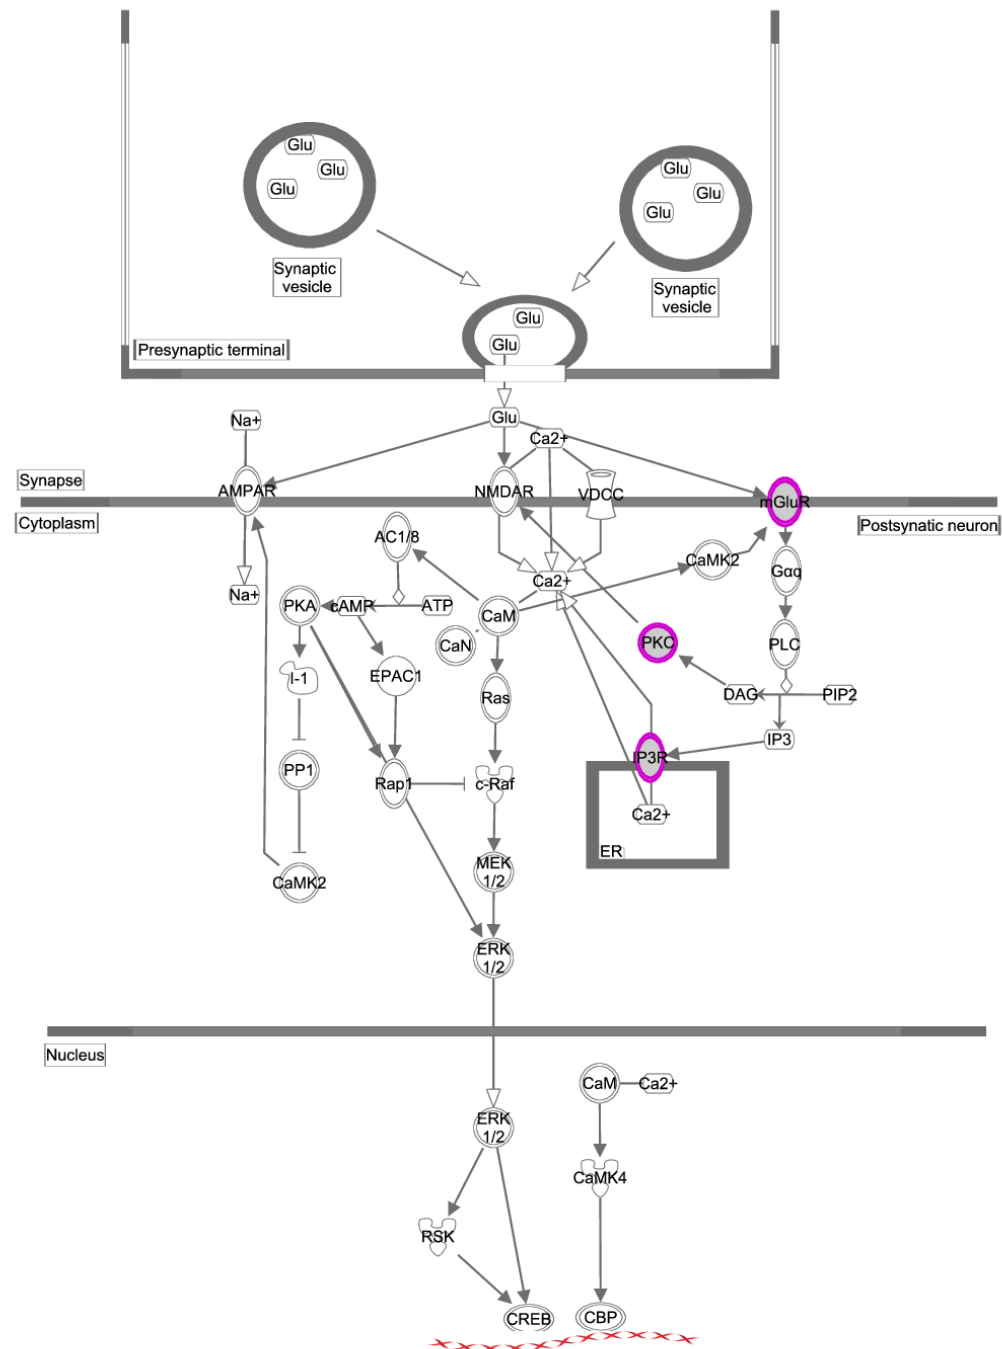 Glu
Glu
Glu
Glu
Glu
Glu
Synaptic
vesicle
Synaptic
vesicle
Glu
Glu
Presynaptic terminal
Na+
Glu
Ca2+
Synapse
AMPAR
NMDAR
VDCC
mGluR
Cytoplasm
Postsynatic neuron
AC1/8
CaMK2
Gαq
Ca2+
Na+
PKA
cAMP
ATP
CaM
CaN
PKC
PLC
I-1
EPAC1
Ras
DAG
PIP2
IP3
IP3R
PP1
Rap1
c-Raf
Ca2+
ER
CaMK2
MEK
1/2
ERK
1/2
Nucleus
CaM
Ca2+
ERK
1/2
CaMK4
RSK
CREB
CBP